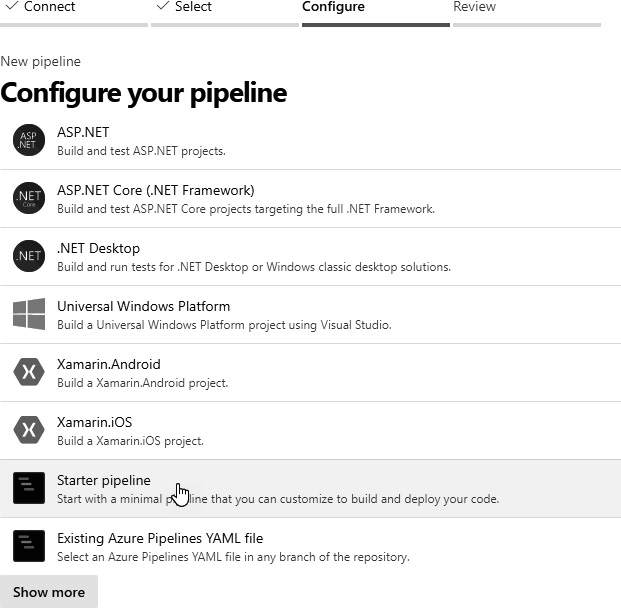 Connect
Select
Configure
Review
New pipeline
Configure your pipeline
ASP
.NET
ASP.NET
Build and test ASP.NET projects.
.NET
Core
ASP.NET Core (.NET Framework)
Build and test ASP.NET Core projects targeting the full .NET Framework.
.NET
.NET Desktop
Build and run tests for .NET Desktop or Windows classic desktop solutions.
Universal Windows Platform
Build a Universal Windows Platform project using Visual Studio.
Xamarin.Android
Build a Xamarin.Android project.
Xamarin.iOS
Build a Xamarin.iOS project.
Starter pipeline
Start with a minimal pipeline that you can customize to build and deploy your code.
Existing Azure Pipelines YAML file
Select an Azure Pipelines YAML file in any branch of the repository.
Show more